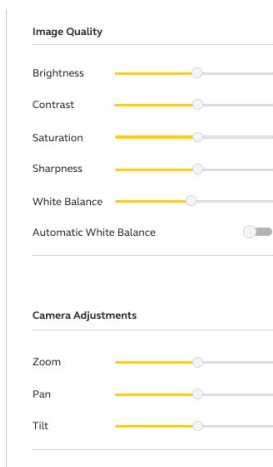 Image Quality
Brightness
Contrast
Saturation
Sharpness
White Balance
Automatic White Balance
Camera Adjustments
Zoom
Pan
Tilt